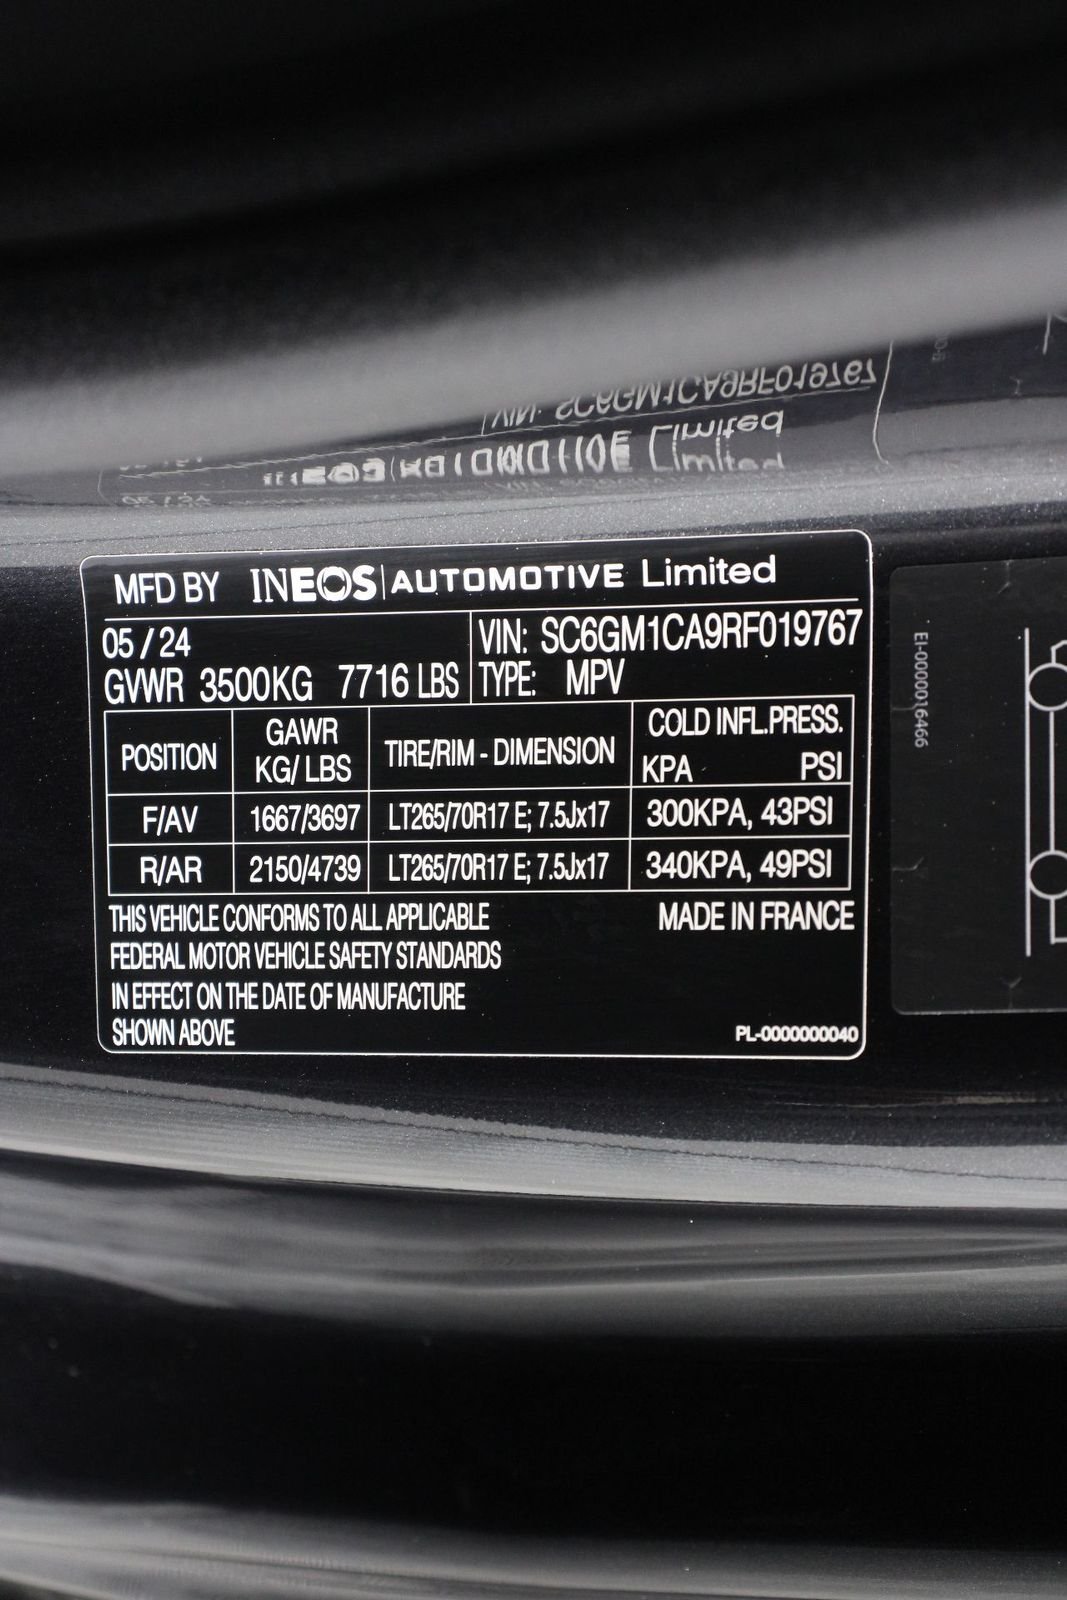 MFD BY INEOS | AUTOMOTIVE Limited
05 / 24
VIN: SC6GM1CA9RF019767
GVWR 3500KG 7716 LBS
TYPE: MPV
POSITION GAWR KG/ LBS TIRE/RIM - DIMENSION COLD INFL.PRESS. KPA PSI
F/AV 1667/3697 LT265/70R17 E; 7.5Jx17 300KPA, 43PSI
R/AR 2150/4739 LT265/70R17 E; 7.5Jx17 340KPA, 49PSI
THIS VEHICLE CONFORMS TO ALL APPLICABLE
FEDERAL MOTOR VEHICLE SAFETY STANDARDS
IN EFFECT ON THE DATE OF MANUFACTURE
SHOWN ABOVE
MADE IN FRANCE
PL-0000000040
EI-0000016466